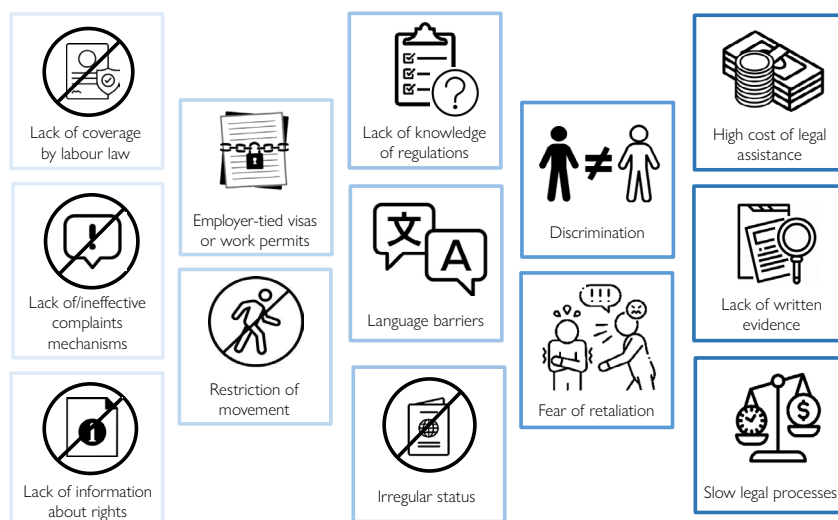 Lack of coverage
by labour law
Lack of/ineffective
complaints
mechanisms
Lack of information
about rights
Employer-tied visas
or work permits
Restriction of
movement
?
Lack of knowledge
of regulations
文
A
Language barriers
Irregular status
≠
Discrimination
!!!
Fear of retaliation
High cost of legal
assistance
Lack of written
evidence
$
Slow legal processes